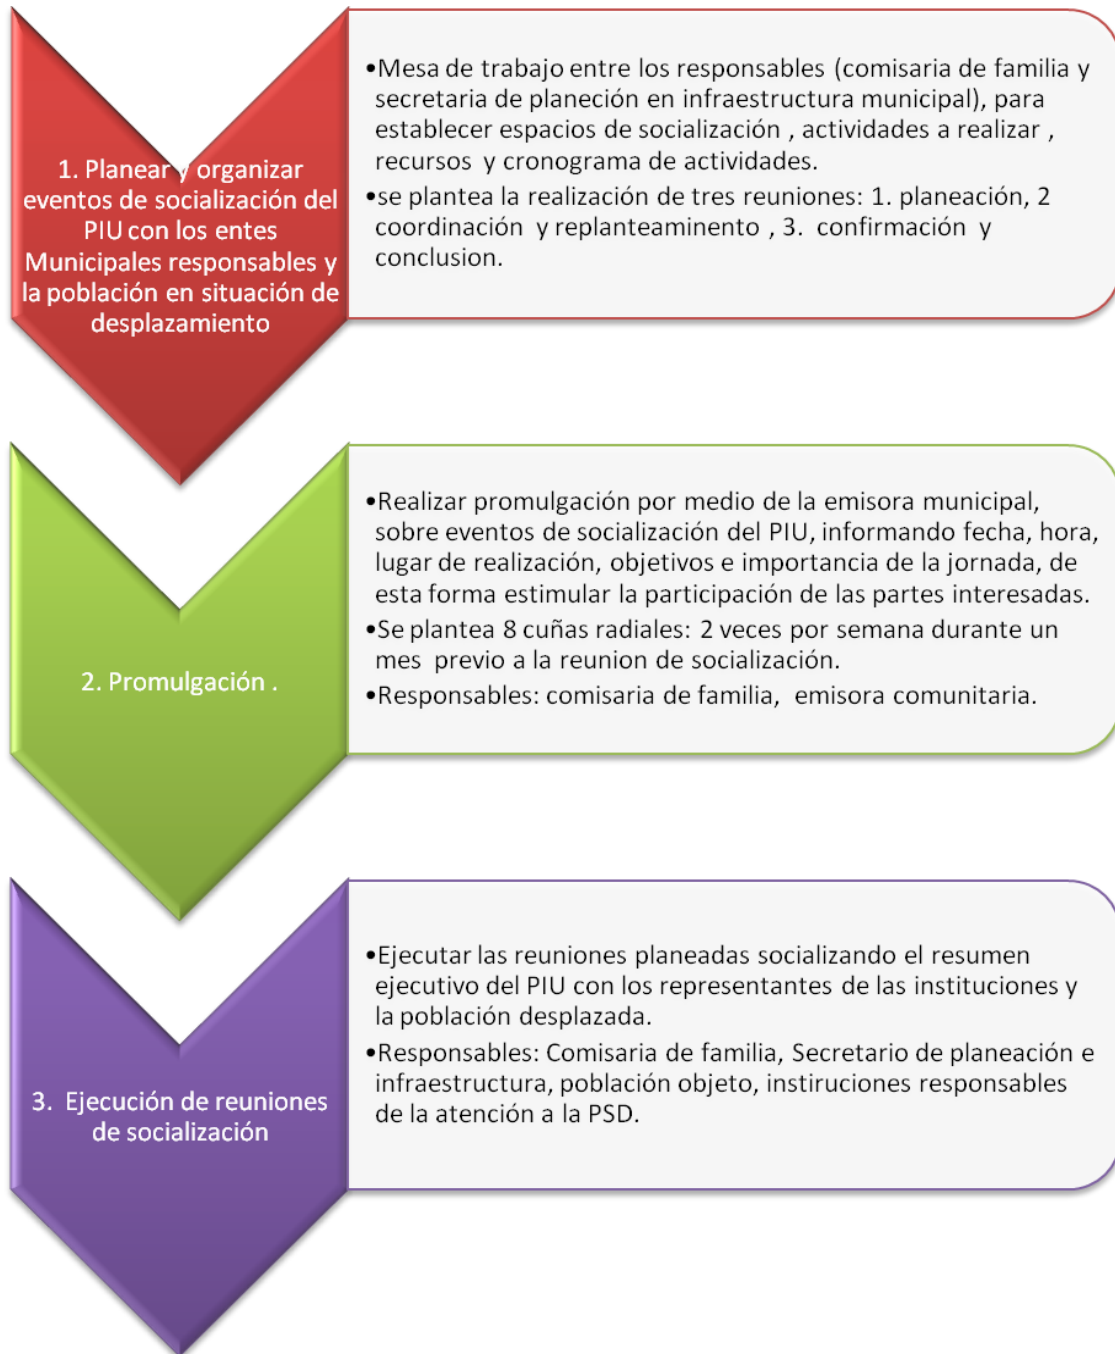 1. Planear y organizar
eventos de socialización del
PIU con los entes
Municipales responsables y
la población en situación de
desplazamiento
•Mesa de trabajo entre los responsables (comisaria de familia y
secretaria de planeción en infraestructura municipal), para
establecer espacios de socialización , actividades a realizar ,
recursos y cronograma de actividades.
•se plantea la realización de tres reuniones: 1. planeación, 2
coordinación y replanteaminento , 3. confirmación y
conclusion.
2. Promulgación .
•Realizar promulgación por medio de la emisora municipal,
sobre eventos de socialización del PIU, informando fecha, hora,
lugar de realización, objetivos e importancia de la jornada, de
esta forma estimular la participación de las partes interesadas.
•Se plantea 8 cuñas radiales: 2 veces por semana durante un
mes previo a la reunion de socialización.
•Responsables: comisaria de familia, emisora comunitaria.
3. Ejecución de reuniones
de socialización
•Ejecutar las reuniones planeadas socializando el resumen
ejecutivo del PIU con los representantes de las instituciones y
la población desplazada.
•Responsables: Comisaria de familia, Secretario de planeación e
infraestructura, población objeto, instiruciones responsables
de la atención a la PSD.